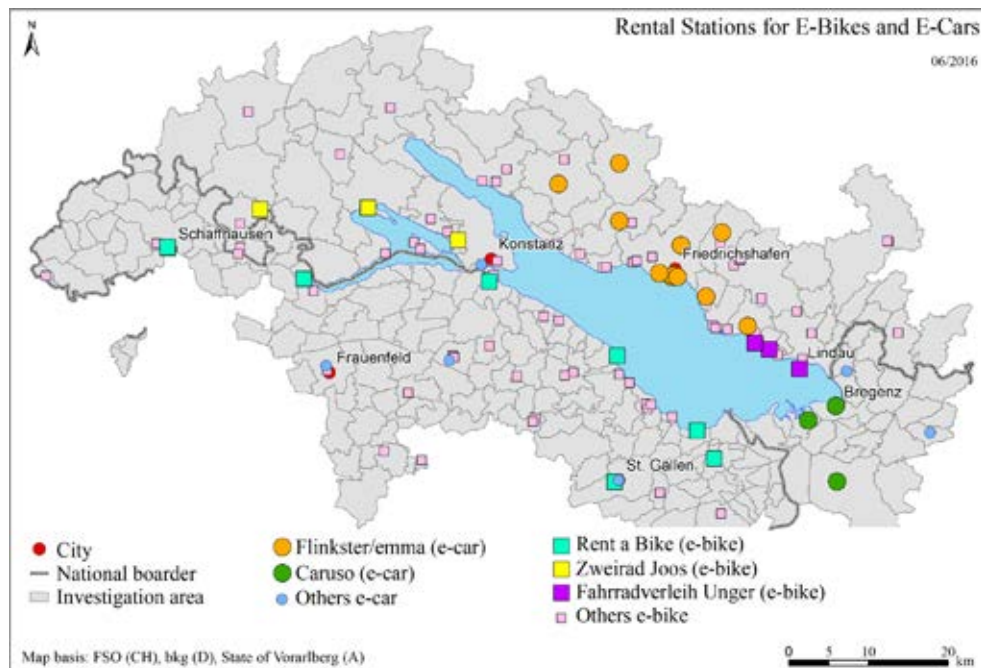 N
Rental Stations for E-Bikes and E-Cars
06/2016
Schaffhausen
Konstanz
Friedrichshafen
Frauenfeld
Lindau
Bregenz
St. Gallen
City
National boarder
Investigation area
Flinkster/emma (e-car)
Caruso (e-car)
Others e-car
Rent a Bike (e-bike)
Zweirad Joos (e-bike)
Fahrradverleih Unger (e-bike)
Others e-bike
Map basis: FSO (CH), bkg (D), State of Vorarlberg (A)
0 5 10 20
km